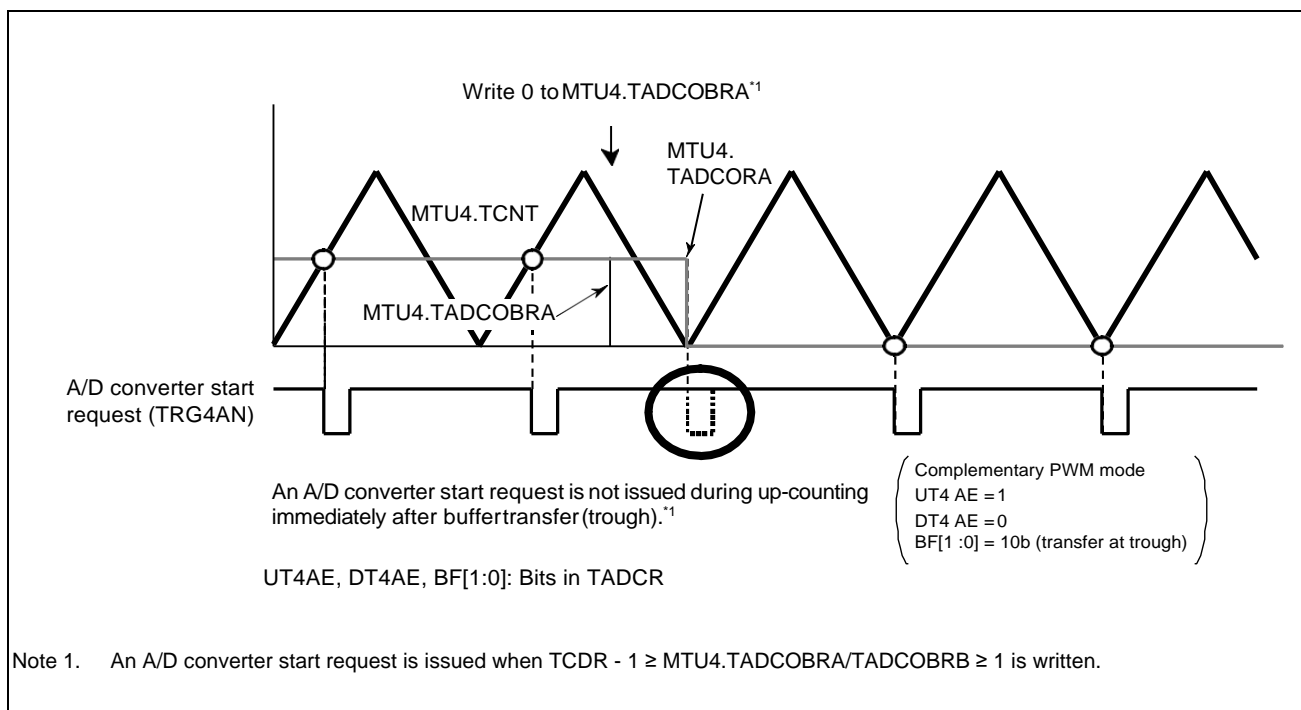 Write 0 to MTU4.TADCOBRA*1
MTU4.
TADCORA
MTU4.TCNT
MTU4.TADCOBRA
A/D converter start
request (TRG4AN)
An A/D converter start request is not issued during up-counting
immediately after buffer transfer (trough).*1
Complementary PWM mode
UT4 AE = 1
DT4 AE = 0
BF[1 :0] = 10b (transfer at trough)
UT4AE, DT4AE, BF[1:0]: Bits in TADCR
Note 1. An A/D converter start request is issued when TCDR - 1 ≥ MTU4.TADCOBRA/TADCOBRB ≥ 1 is written.